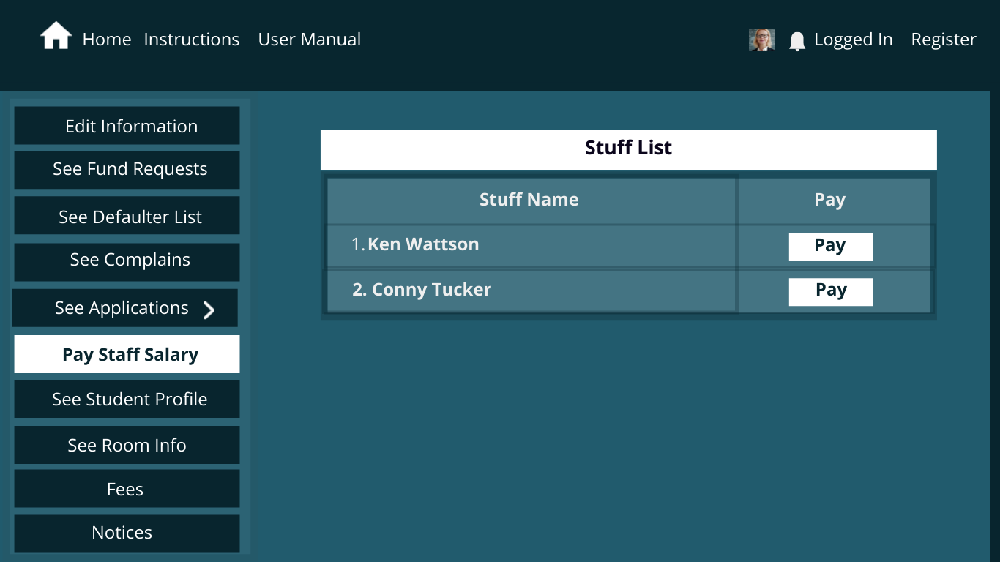 Home Instructions User Manual Logged In Register
Edit Information
See Fund Requests
See Defaulter List
See Complains
See Applications
Pay Staff Salary
See Student Profile
See Room Info
Fees
Notices
Stuff List
Stuff Name Pay
1. Ken Wattson Pay
2. Conny Tucker Pay